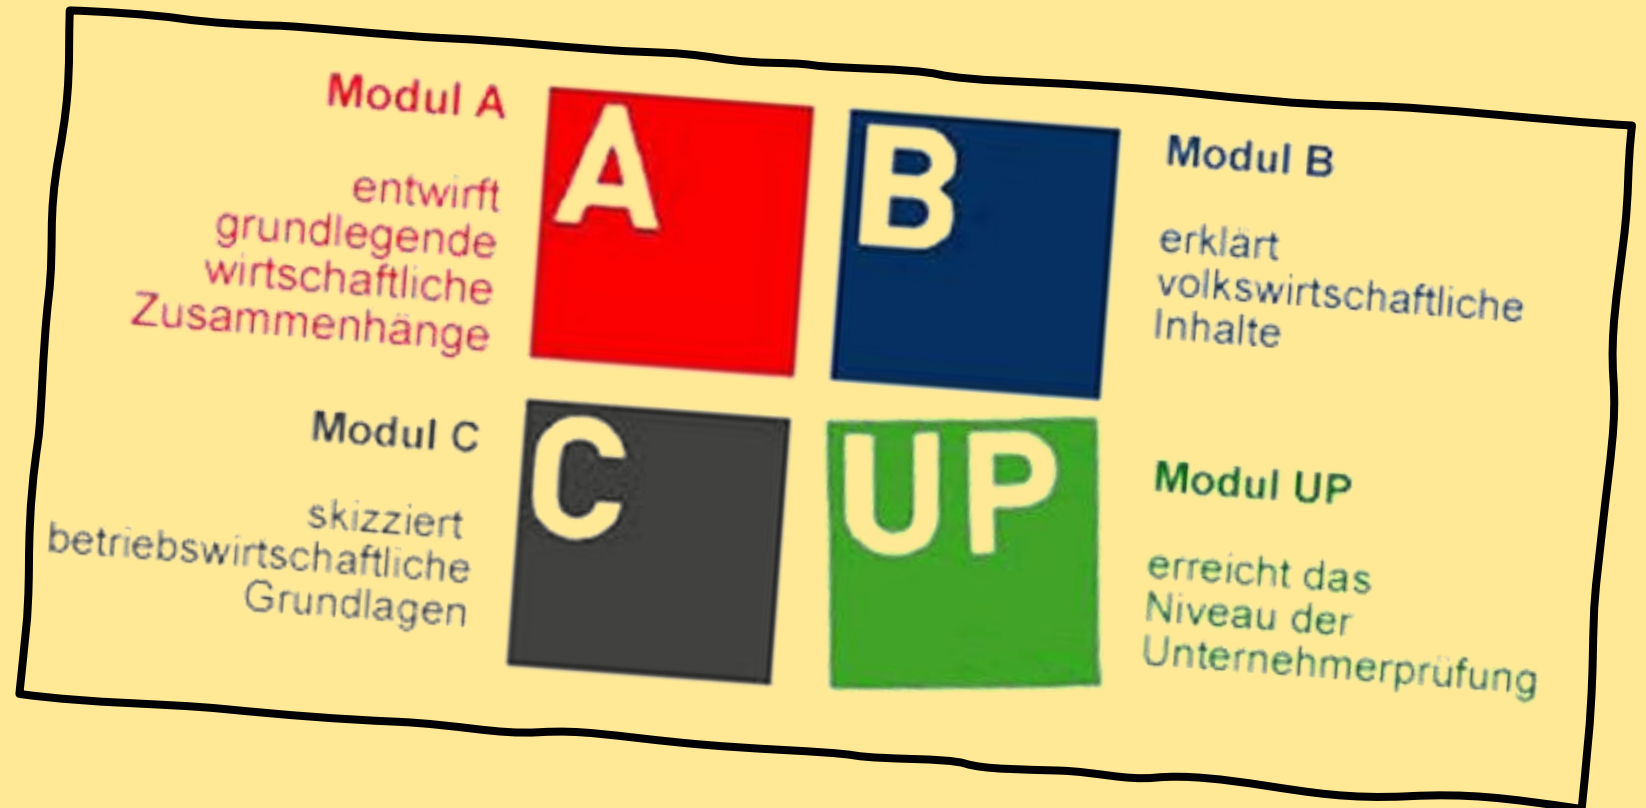 Modul A
entwirft
grundlegende
wirtschaftliche
Zusammenhänge
A
B
Modul B
erklärt
volkswirtschaftliche
Inhalte
Modul C
skizziert
betriebswirtschaftliche
Grundlagen
C
UP
Modul UP
erreicht das
Niveau der
Unternehmerprüfung